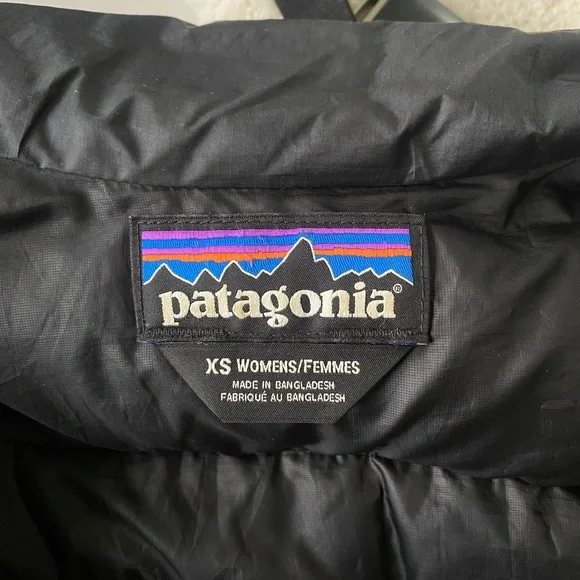 patagonia®
XS WOMENS/FEMMES
MADE IN BANGLADESH
FABRIQUÉ AU BANGLADESH